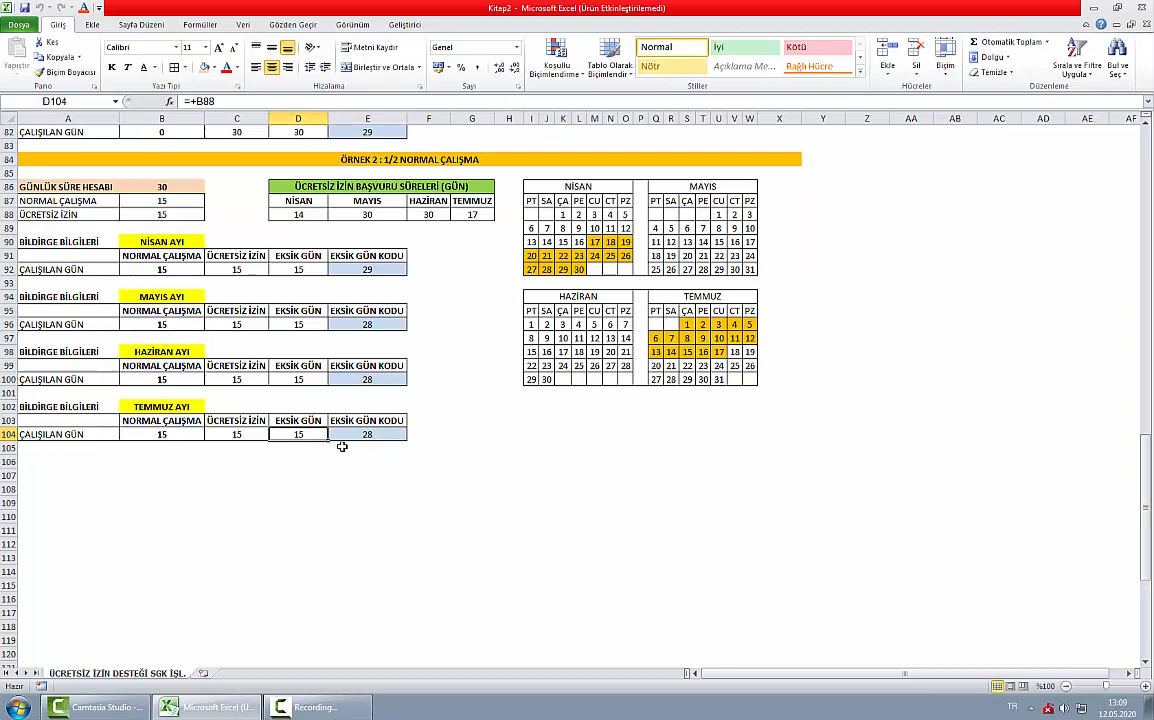 Kitap2 - Microsoft Excel (Ürün Etkinleştirilemedi)
Dosya Giriş Ekle Sayfa Düzeni Formüller Veri Gözden Geçir Görünüm Geliştirici
Yapıştır Kes Kopyala Biçim Boyacısı
Calibri 11
K T A
Metni Kaydır
Birleştir ve Ortala
Genel
Koşullu Biçimlendirme Tablo Olarak Biçimlendir
Normal İyi Kötü
Nötr Açıklama Me... Bağlı Hücre
Ekle Sil Biçim
Otomatik Toplam
Dolgu
Temizle
Sırala ve Filtre Uygula Bul ve Seç
Pano Yazı Tipi Hizalama Sayı Stiller Hücreler Düzenleme
D104 fx =+B88
A B C D E F G H I J K L M N O P Q R S T U V W X Y Z AA AB AC AD AE AF
82 ÇALIŞILAN GÜN 0 30 30 29
83
84 ÖRNEK 2 : 1/2 NORMAL ÇALIŞMA
85
86 GÜNLÜK SÜRE HESABI 30 ÜCRETSİZ İZİN BAŞVURU SÜRELERİ (GÜN) NİSAN MAYIS
87 NORMAL ÇALIŞMA 15 NİSAN MAYIS HAZİRAN TEMMUZ PT SA ÇA PE CU CT PZ PT SA ÇA PE CU CT PZ
88 ÜCRETSİZ İZİN 15 14 30 30 17 1 2 3 4 5 1 2 3
89 6 7 8 9 10 11 12 4 5 6 7 8 9 10
90 BİLDİRGE BİLGİLERİ NİSAN AYI 13 14 15 16 17 18 19 11 12 13 14 15 16 17
91 NORMAL ÇALIŞMA ÜCRETSİZ İZİN EKSİK GÜN EKSİK GÜN KODU 20 21 22 23 24 25 26 18 19 20 21 22 23 24
92 ÇALIŞILAN GÜN 15 15 15 29 27 28 29 30 25 26 27 28 29 30 31
93
94 BİLDİRGE BİLGİLERİ MAYIS AYI HAZİRAN TEMMUZ
95 NORMAL ÇALIŞMA ÜCRETSİZ İZİN EKSİK GÜN EKSİK GÜN KODU PT SA ÇA PE CU CT PZ PT SA ÇA PE CU CT PZ
96 ÇALIŞILAN GÜN 15 15 15 28 1 2 3 4 5 6 7 1 2 3 4 5
97 8 9 10 11 12 13 14 6 7 8 9 10 11 12
98 BİLDİRGE BİLGİLERİ HAZİRAN AYI 15 16 17 18 19 20 21 13 14 15 16 17 18 19
99 NORMAL ÇALIŞMA ÜCRETSİZ İZİN EKSİK GÜN EKSİK GÜN KODU 22 23 24 25 26 27 28 20 21 22 23 24 25 26
100 ÇALIŞILAN GÜN 15 15 15 28 29 30 27 28 29 30 31
101
102 BİLDİRGE BİLGİLERİ TEMMUZ AYI
103 NORMAL ÇALIŞMA ÜCRETSİZ İZİN EKSİK GÜN EKSİK GÜN KODU
104 ÇALIŞILAN GÜN 15 15 15 28
105
106
107
108
109
110
111
112
113
114
115
116
117
118
119
120
ÜCRETSİZ İZİN DESTEĞİ SGK İŞL.
Hazır %100
Camtasia Studio -... Microsoft Excel (Ü... Recording... TR 13:09
12.05.2020